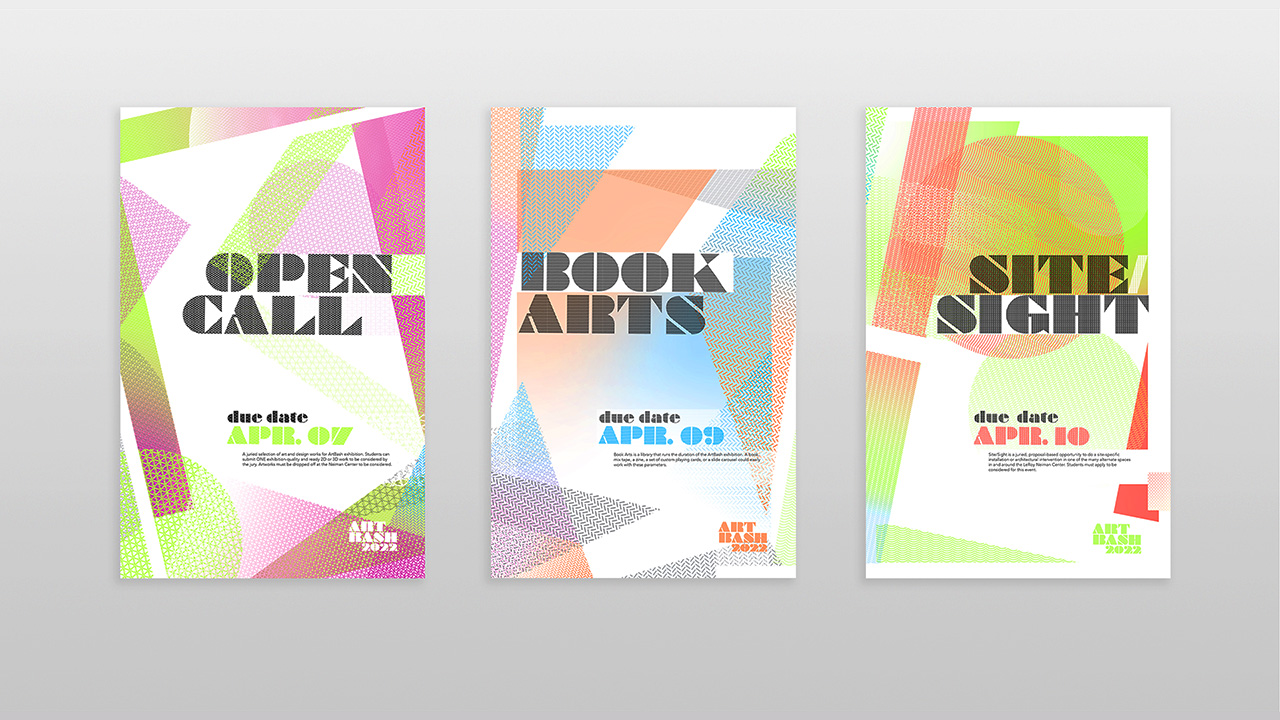 OPEN
CALL
due date
APR. 07
A juried selection of art and design works for ArtBash exhibition. Students can
submit ONE exhibition-quality and ready 2D or 3D work to be considered by
the jury. Artworks must be dropped off at the Neiman Center to be considered.
ART
BASH
2022
BOOK
ARTS
due date
APR. 09
Book Arts is a library that runs the duration of the ArtBash exhibition. A book,
mix tape, a zine, a set of custom playing cards, or a slide carousel could easily
work with these parameters.
ART
BASH
2022
SITE/
SIGHT
due date
APR. 10
Site/Sight is a juried, proposal-based opportunity to do a site-specific
installation or architectural intervention in one of the many alternate spaces
in and around the LeRoy Neiman Center. Students must apply to be
considered for this event.
ART
BASH
2022